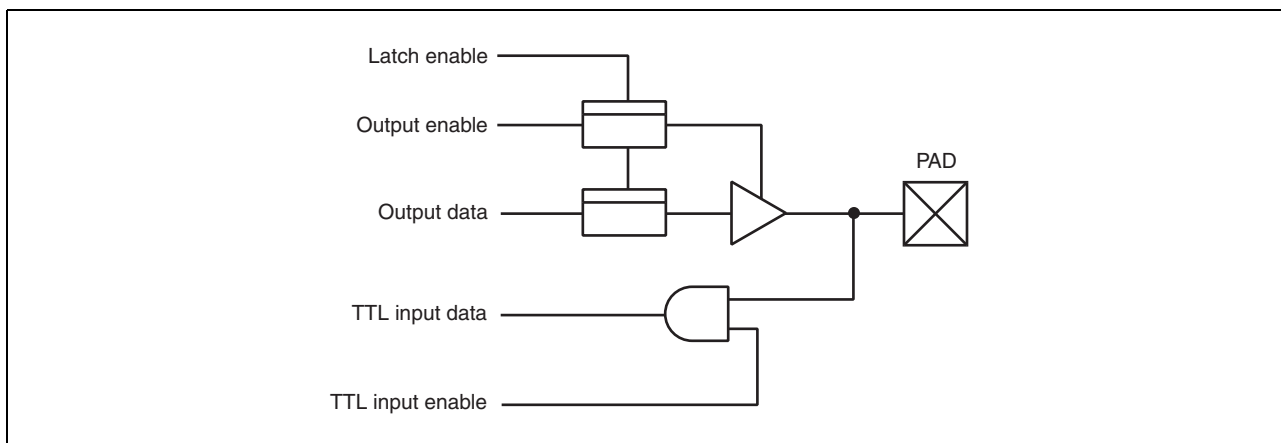 Latch enable
Output enable
PAD
Output data
TTL input data
TTL input enable